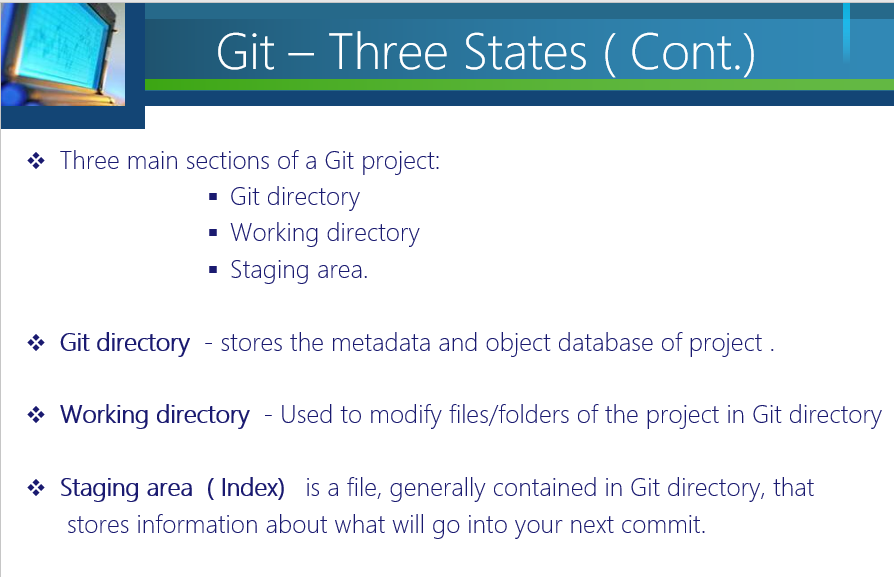 Git – Three States ( Cont.)
❖ Three main sections of a Git project:
▪ Git directory
▪ Working directory
▪ Staging area.
❖ Git directory - stores the metadata and object database of project .
❖ Working directory - Used to modify files/folders of the project in Git directory
❖ Staging area ( Index) is a file, generally contained in Git directory, that
stores information about what will go into your next commit.